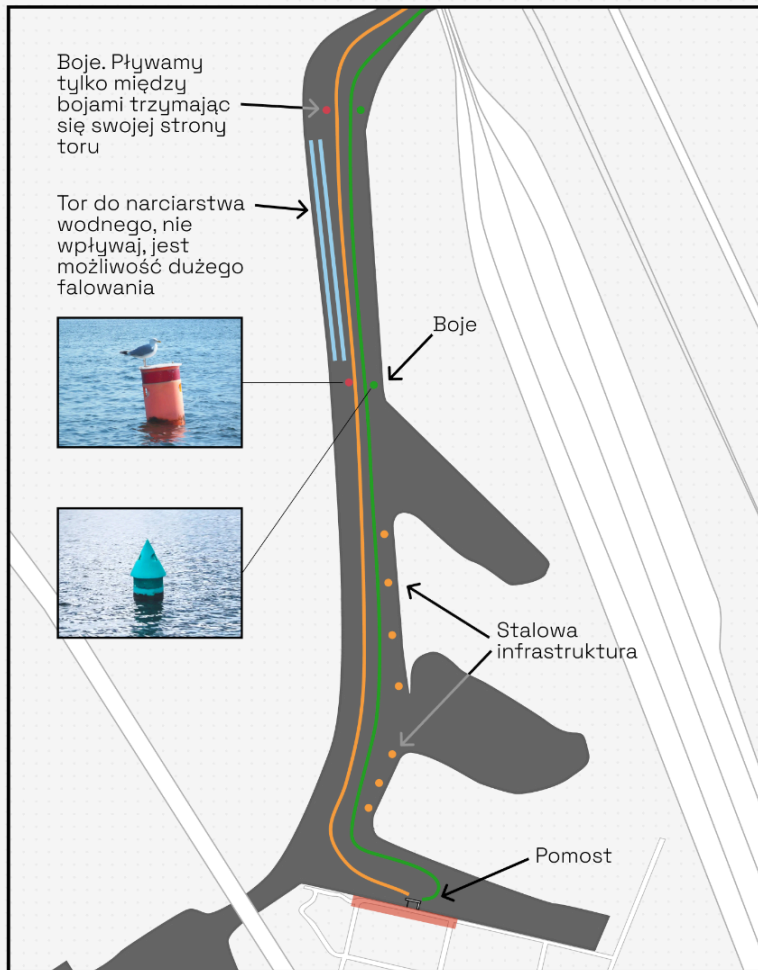 Boje. Pływamy
tylko między
bojami trzymając
się swojej strony
toru
Tor do narciarstwa
wodnego, nie
wpływaj, jest
możliwość dużego
falowania
Boje
Stalowa
infrastruktura
Pomost